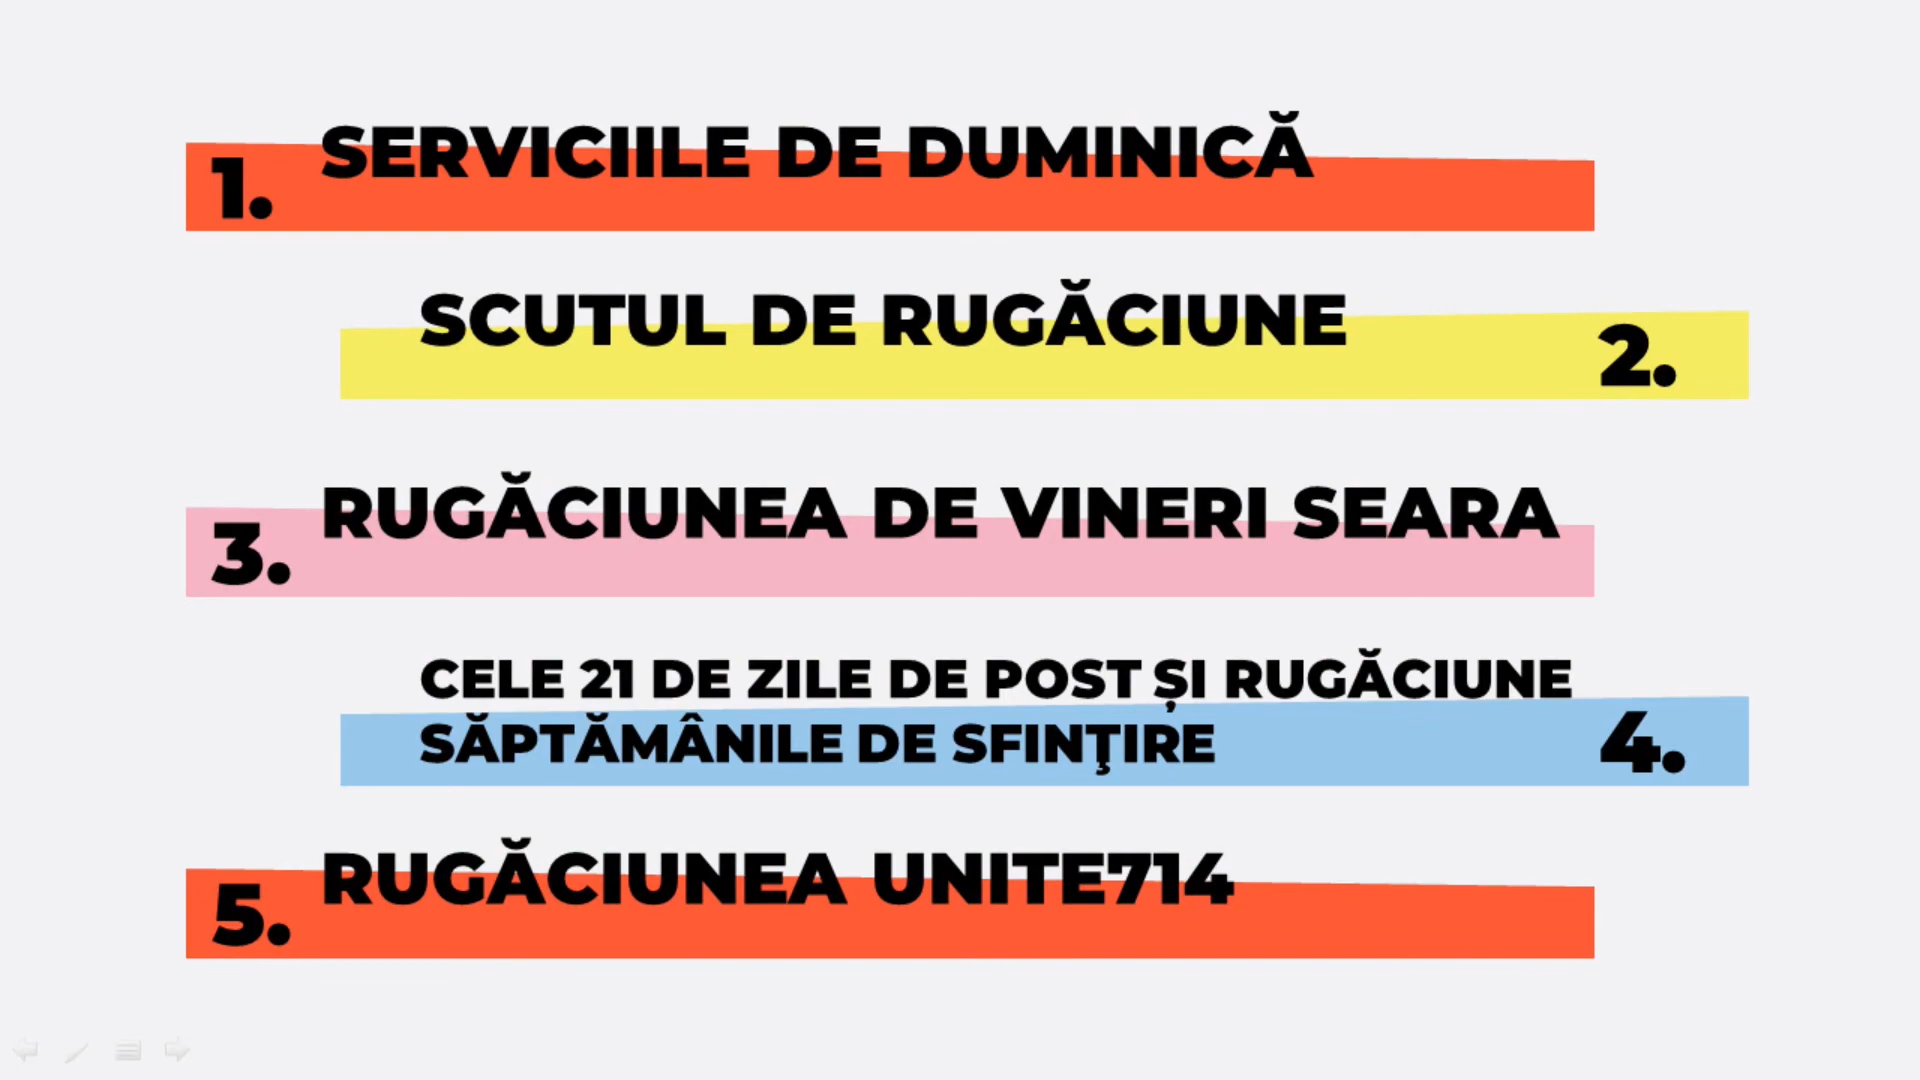 1. SERVICIILE DE DUMINICĂ
SCUTUL DE RUGĂCIUNE 2.
3. RUGĂCIUNEA DE VINERI SEARA
CELE 21 DE ZILE DE POST ȘI RUGĂCIUNE
SĂPTĂMÂNILE DE SFINŢIRE 4.
5. RUGĂCIUNEA UNITE714